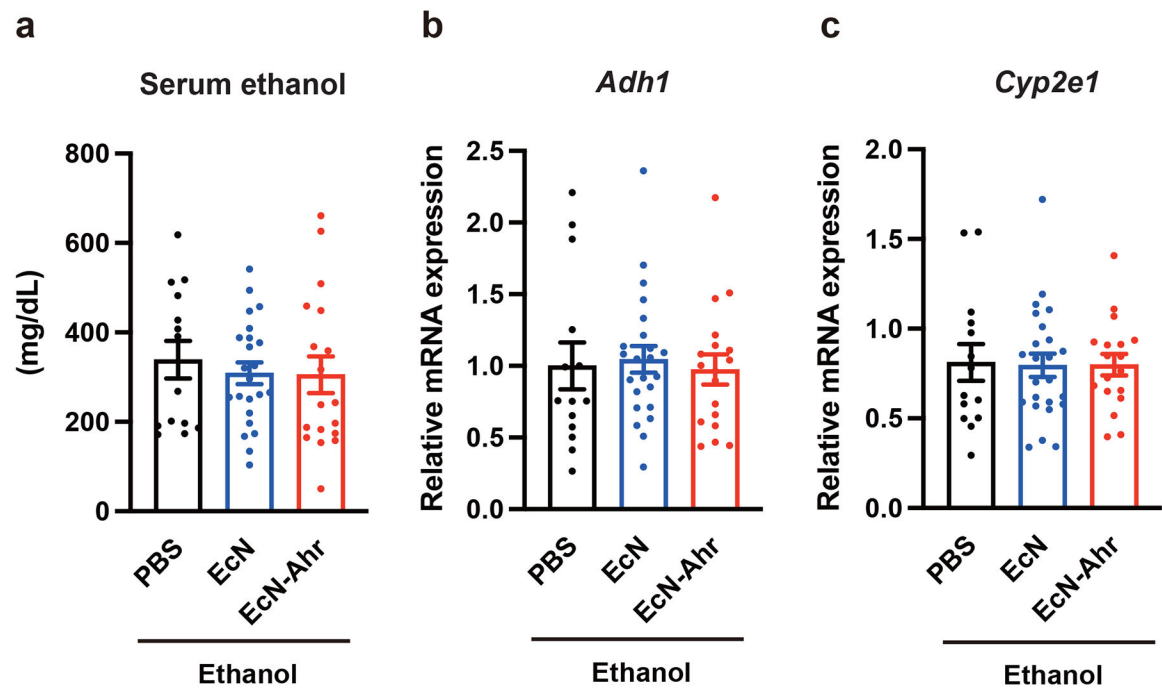 a
Serum ethanol
(mg/dL)
800
600
400
200
0
PBS
EcN
EcN-Ahr
Ethanol
b
Adh1
Relative mRNA expression
2.5
2.0
1.5
1.0
0.5
0.0
PBS
EcN
EcN-Ahr
Ethanol
c
Cyp2e1
Relative mRNA expression
2.0
1.5
1.0
0.5
0.0
PBS
EcN
EcN-Ahr
Ethanol